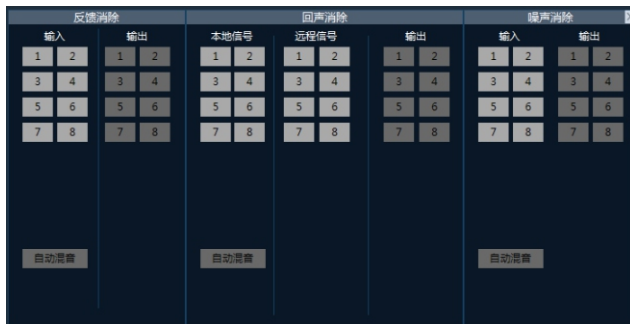 反馈消除 回声消除 噪声消除
输入 输出 本地信号 远程信号 输出 输入 输出
1 2 1 2 1 2 1 2 1 2 1 2 1 2
3 4 3 4 3 4 3 4 3 4 3 4 3 4
5 6 5 6 5 6 5 6 5 6 5 6 5 6
7 8 7 8 7 8 7 8 7 8 7 8 7 8
自动混音 自动混音 自动混音